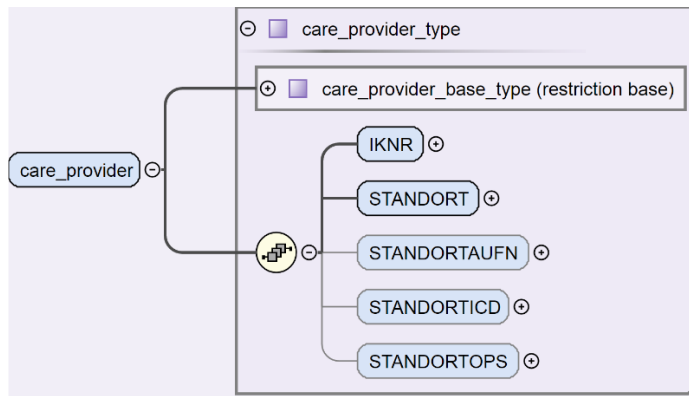 care_provider_type
care_provider_base_type (restriction base)
IKNR
care_provider
STANDORT
STANDORTAUFN
STANDORTICD
STANDORTOPS